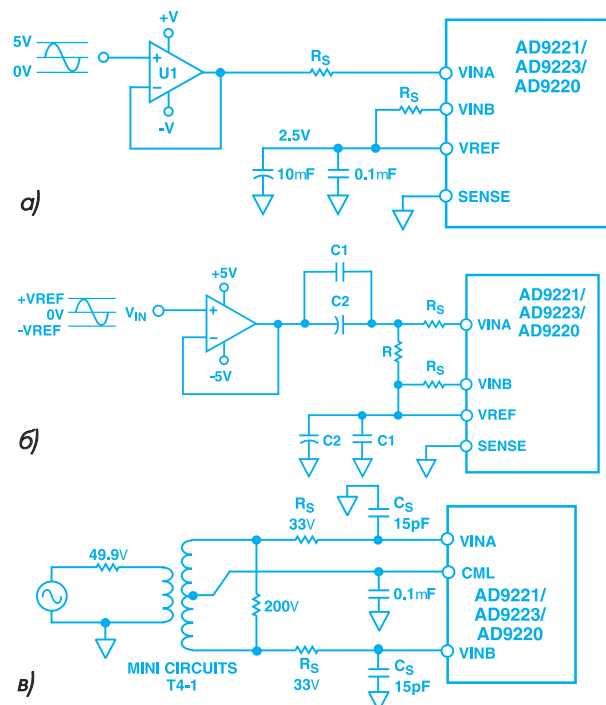 +V
5V
0V
U1
-V
RS
RS
2.5V
10mF
0.1mF
AD9221/
AD9223/
AD9220
VINA
VINB
VREF
SENSE
а)
+VREF
0V
–VREF
VIN
+5V
-5V
C1
C2
R
RS
RS
C2
C1
AD9221/
AD9223/
AD9220
VINA
VINB
VREF
SENSE
б)
49.9V
200V
RS
33V
CS
15pF
0.1mF
RS
33V
CS
15pF
VINA
CML
AD9221/
AD9223/
AD9220
VINB
MINI CIRCUITS
T4-1
в)